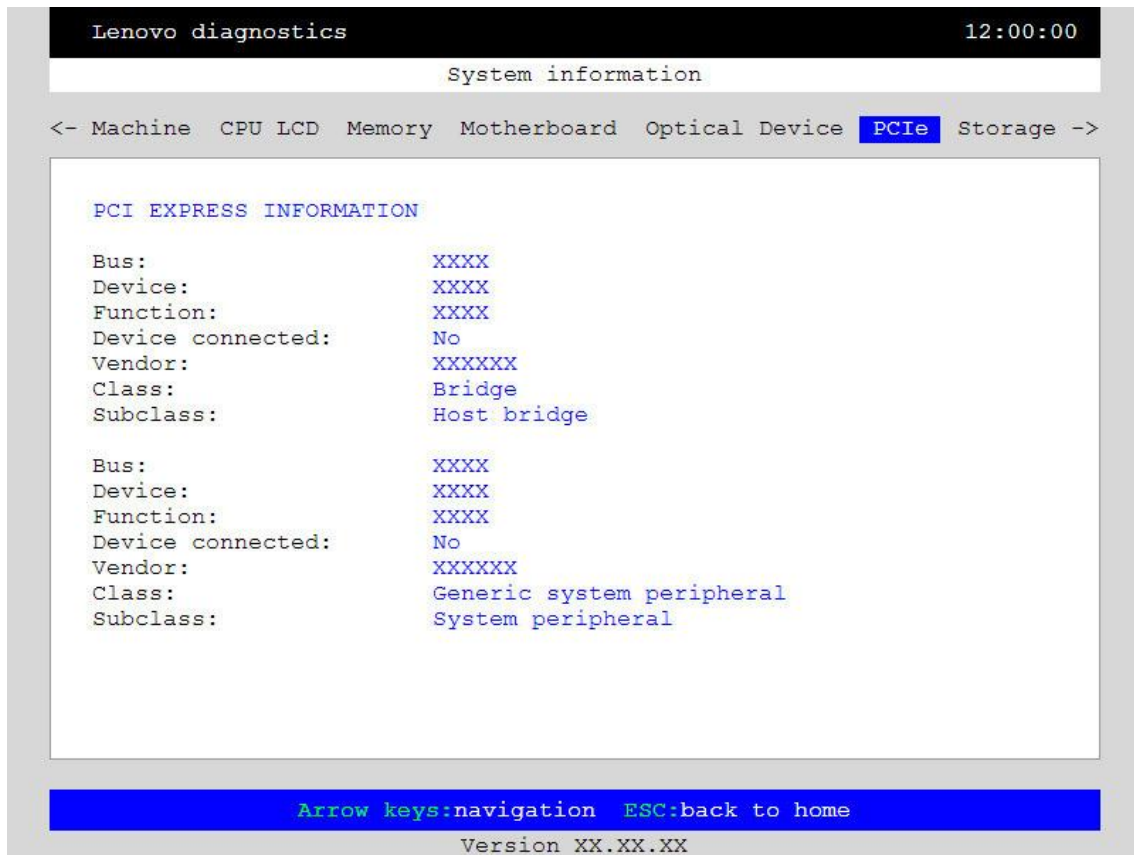 Lenovo diagnostics 12:00:00
System information
<- Machine CPU LCD Memory Motherboard Optical Device PCIe Storage ->
PCI EXPRESS INFORMATION
Bus: XXXX
Device: XXXX
Function: XXXX
Device connected: No
Vendor: XXXXXX
Class: Bridge
Subclass: Host bridge
Bus: XXXX
Device: XXXX
Function: XXXX
Device connected: No
Vendor: XXXXXX
Class: Generic system peripheral
Subclass: System peripheral
Arrow keys:navigation ESC:back to home
Version XX.XX.XX